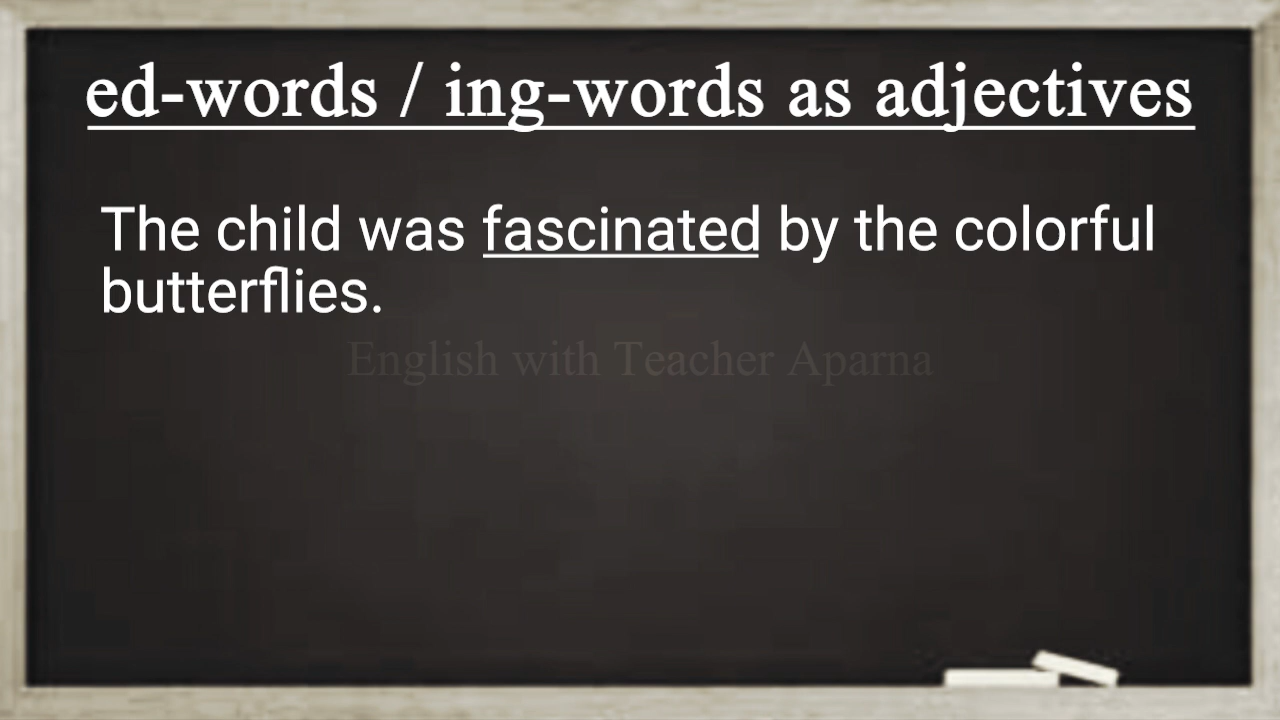 ed-words / ing-words as adjectives
The child was fascinated by the colorful
butterflies.
English with Teacher Aparna